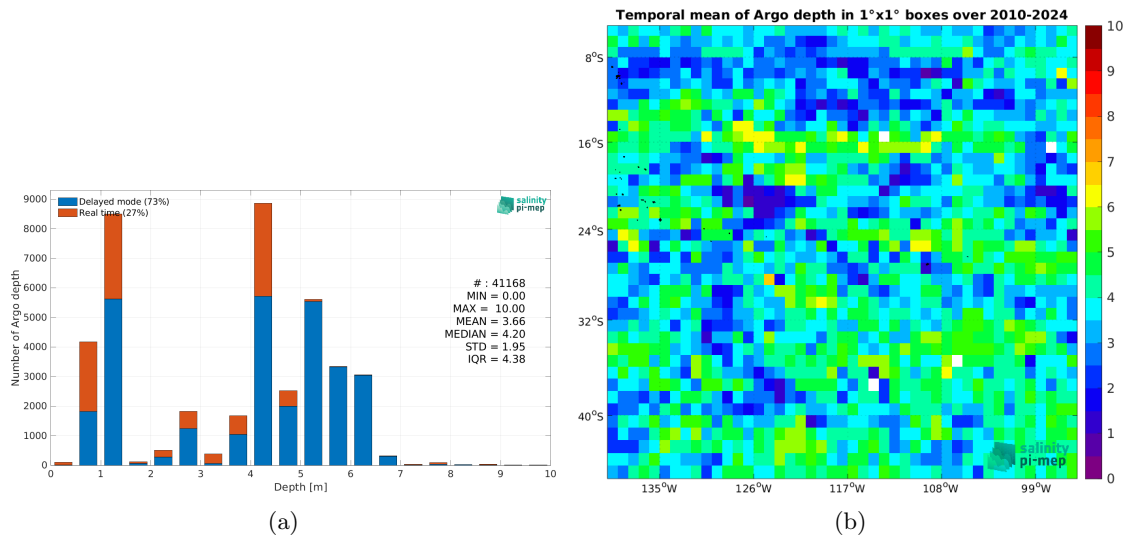 Delayed mode (73%)
Real time (27%)
salinity
pi-mep
# : 41168
MIN = 0.00
MAX = 10.00
MEAN = 3.66
MEDIAN = 4.20
STD = 1.95
IQR = 4.38
Number of Argo depth
9000
8000
7000
6000
5000
4000
3000
2000
1000
0
0 1 2 3 4 5 6 7 8 9 10
Depth [m]
(a)
Temporal mean of Argo depth in 1°x1° boxes over 2010-2024
8°S
16°S
24°S
32°S
40°S
135°W 126°W 117°W 108°W 99°W
salinity
pi-mep
10
9
8
7
6
5
4
3
2
1
0
(b)